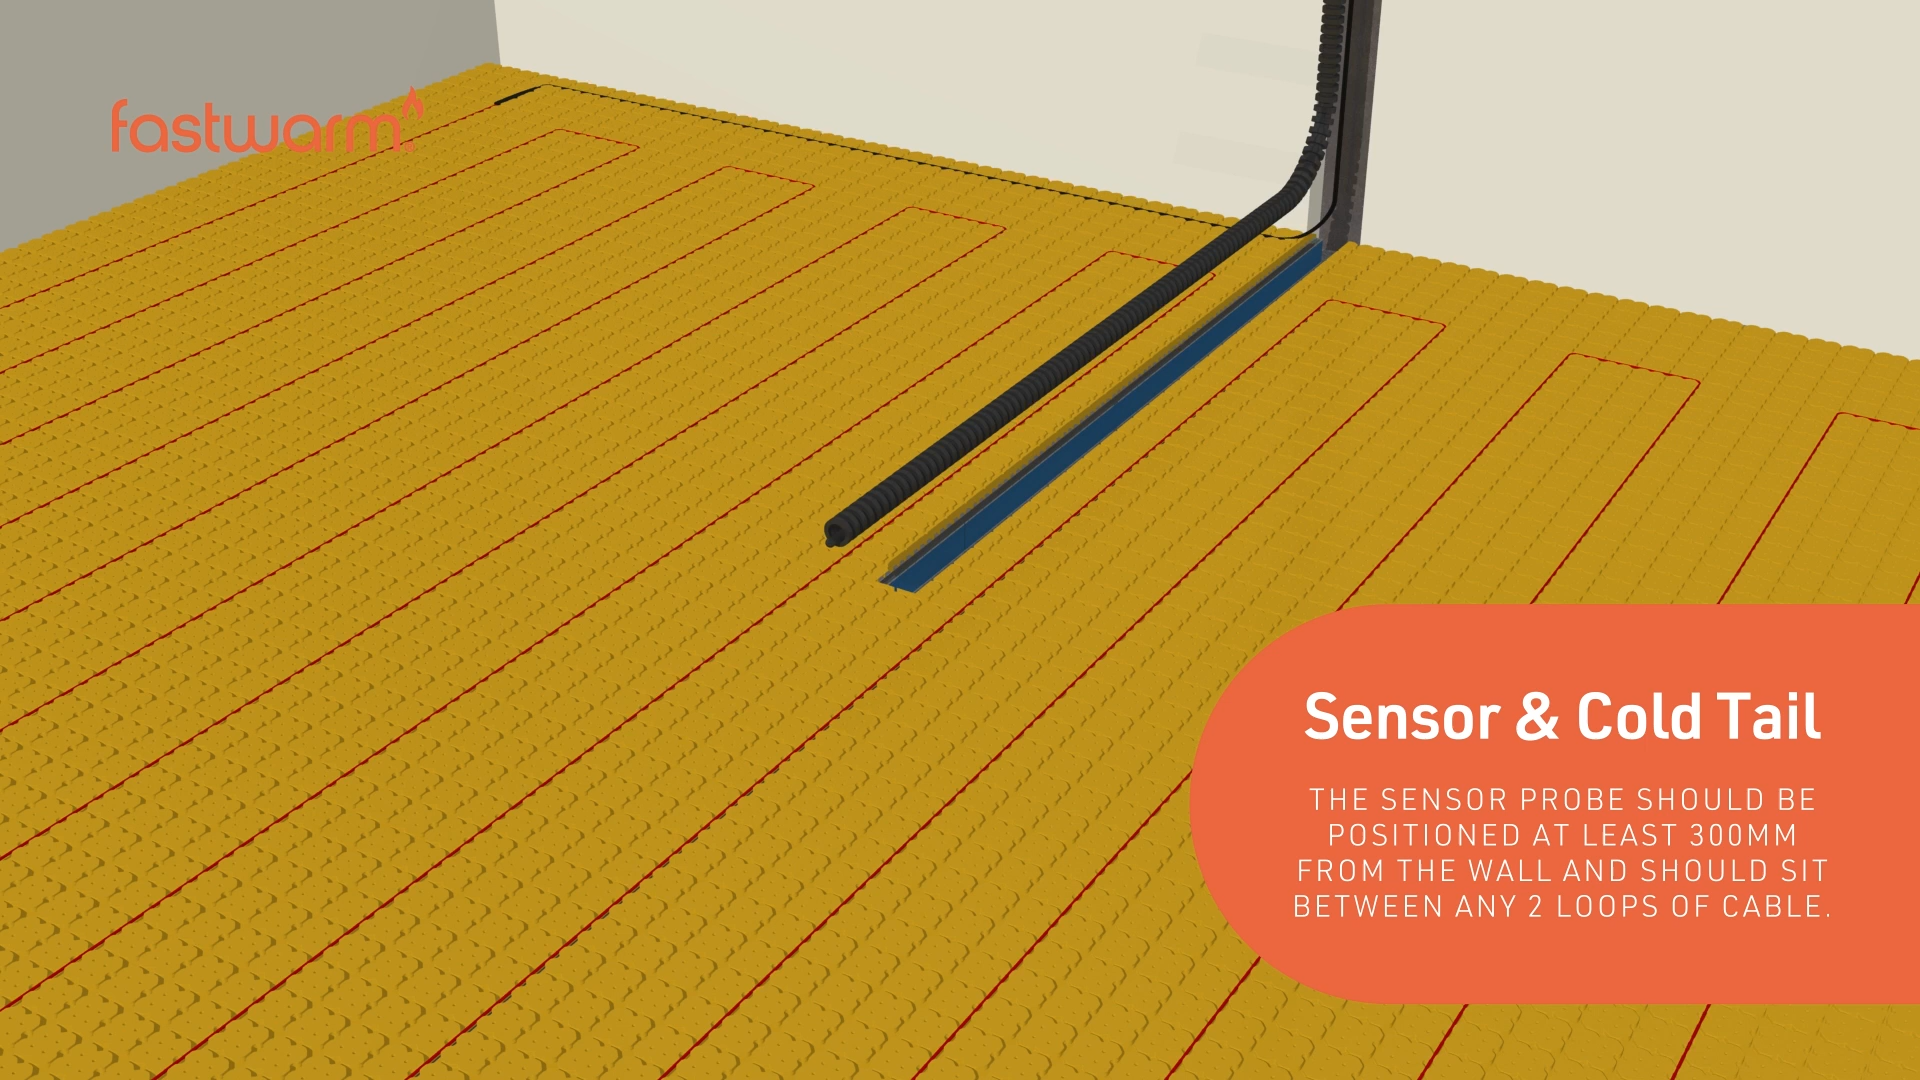 fastwarm
Sensor & Cold Tail
THE SENSOR PROBE SHOULD BE
POSITIONED AT LEAST 300MM
FROM THE WALL AND SHOULD SIT
BETWEEN ANY 2 LOOPS OF CABLE.